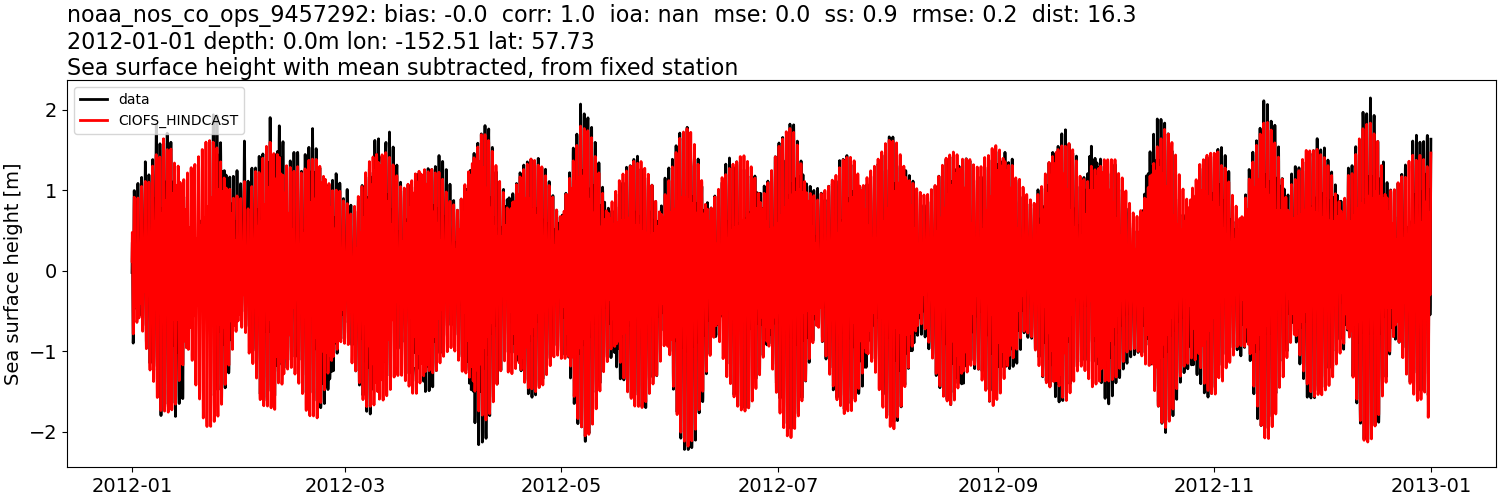 noaa_nos_co_ops_9457292: bias: -0.0  corr: 1.0  ioa: nan  mse: 0.0  ss: 0.9  rmse: 0.2  dist: 16.3
2012-01-01 depth: 0.0m lon: -152.51 lat: 57.73
Sea surface height with mean subtracted, from fixed station
data
CIOFS_HINDCAST
Sea surface height [m]
2
1
0
−1
−2
2012-01
2012-03
2012-05
2012-07
2012-09
2012-11
2013-01